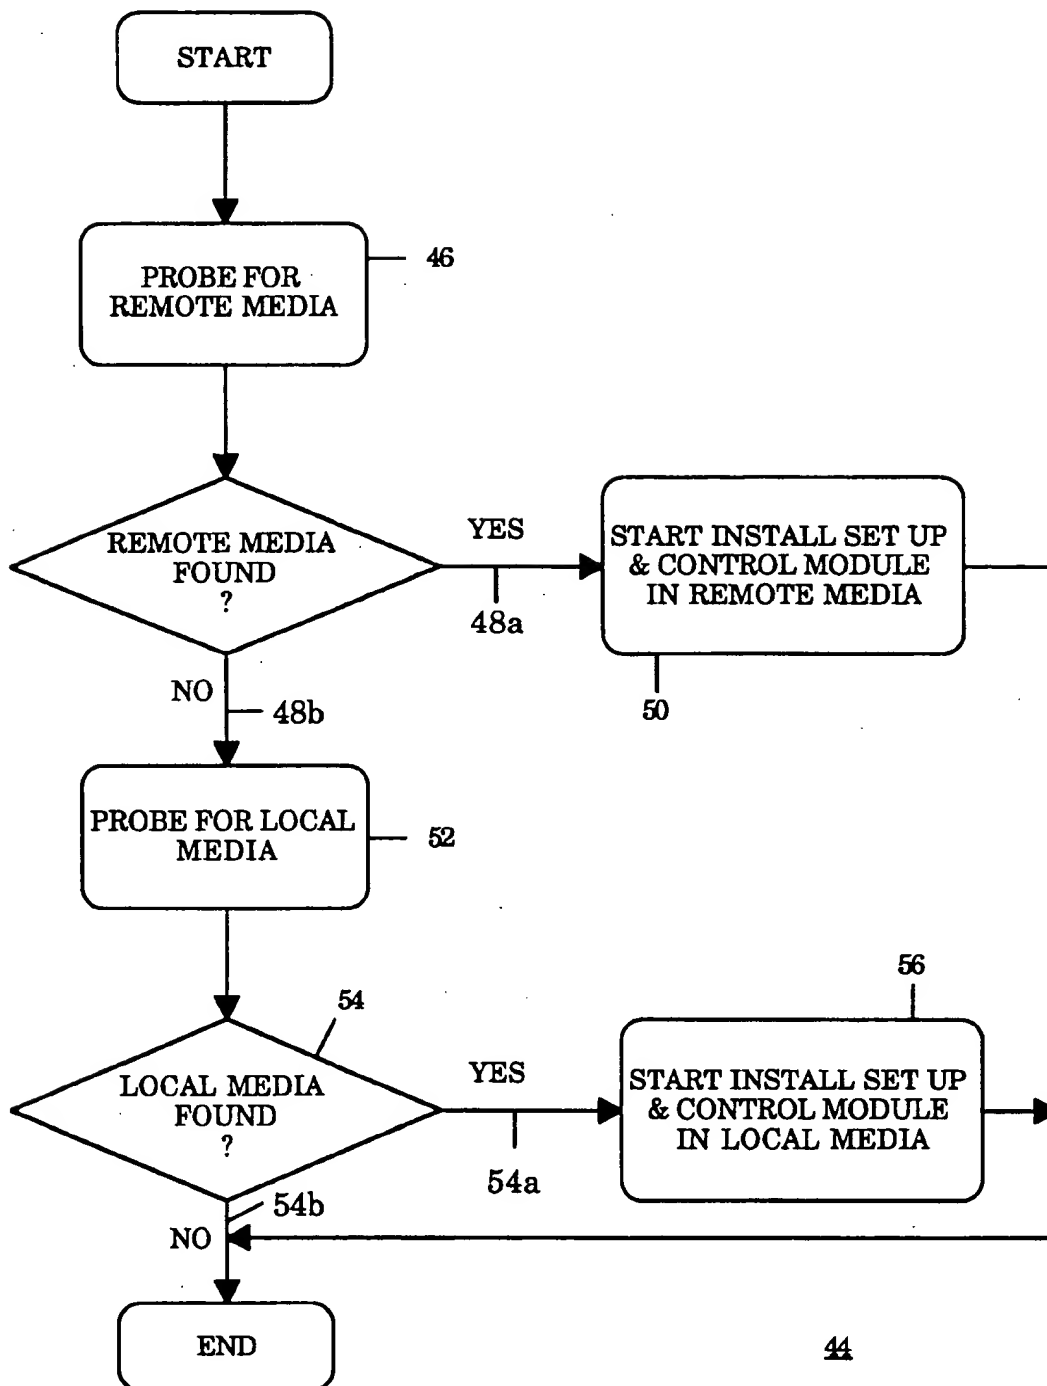 START
PROBE FOR
REMOTE MEDIA
46
REMOTE MEDIA
FOUND
?
YES
48a
START INSTALL SET UP
& CONTROL MODULE
IN REMOTE MEDIA
50
NO
48b
PROBE FOR LOCAL
MEDIA
52
54
LOCAL MEDIA
FOUND
?
YES
54a
56
START INSTALL SET UP
& CONTROL MODULE
IN LOCAL MEDIA
54b
NO
END
44